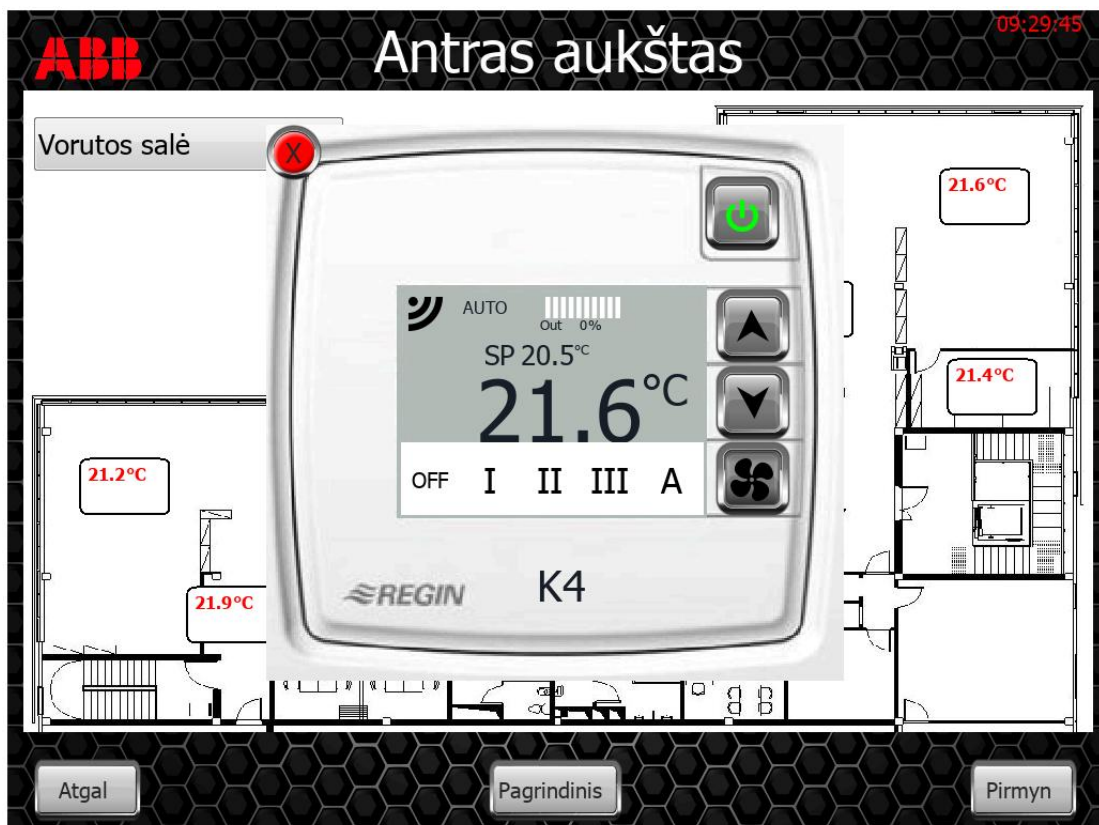 ABB
Antras aukštas
09:29:45
Vorutos salė
X
21.6°C
AUTO
Out 0%
SP 20.5°C
21.6°C
21.4°C
21.2°C
OFF I II III A
K4
REGIN
21.9°C
Atgal
Pagrindinis
Pirmyn